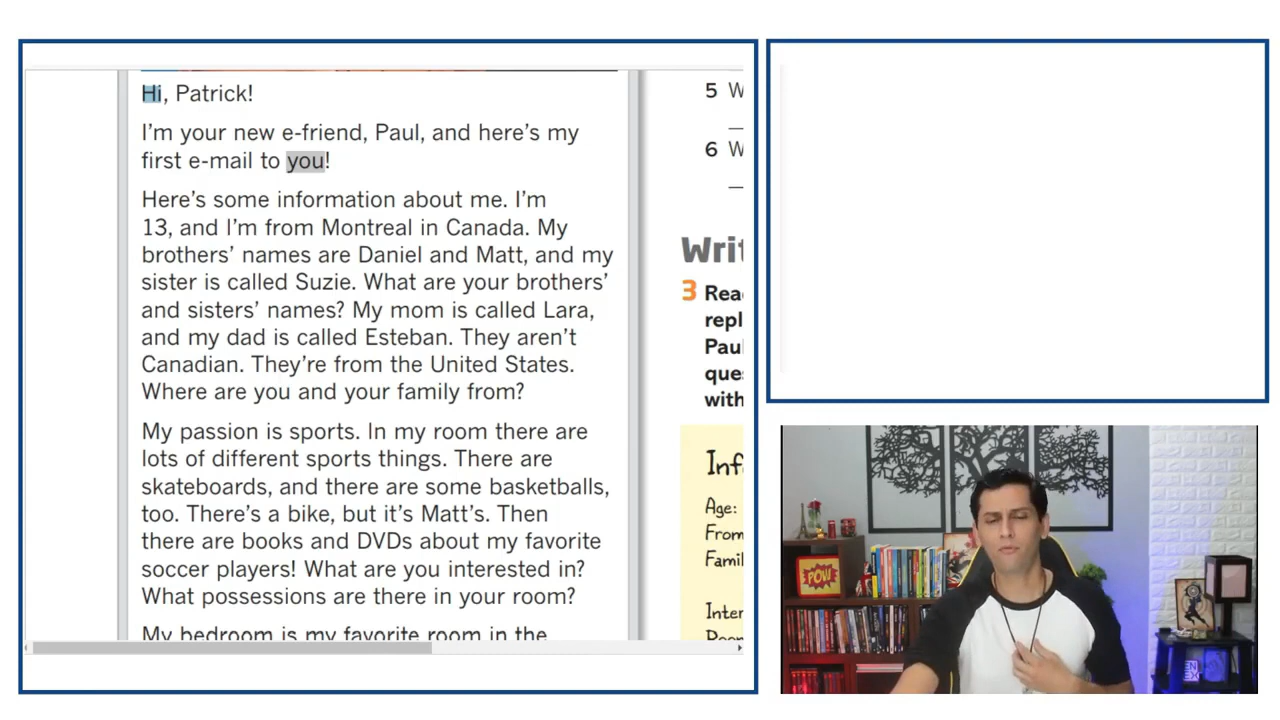 Hi, Patrick!
I'm your new e-friend, Paul, and here's my
first e-mail to you!
Here's some information about me. I'm
13, and I'm from Montreal in Canada. My
brothers' names are Daniel and Matt, and my
sister is called Suzie. What are your brothers'
and sisters' names? My mom is called Lara,
and my dad is called Esteban. They aren't
Canadian. They're from the United States.
Where are you and your family from?
My passion is sports. In my room there are
lots of different sports things. There are
skateboards, and there are some basketballs,
too. There's a bike, but it's Matt's. Then
there are books and DVDs about my favorite
soccer players! What are you interested in?
What possessions are there in your room?
My bedroom is my favorite room in the
5 W
6 W
Writ
3 Rea
repl
Pau
que
with
Inf
Age:
From
Famil
Inter
POW